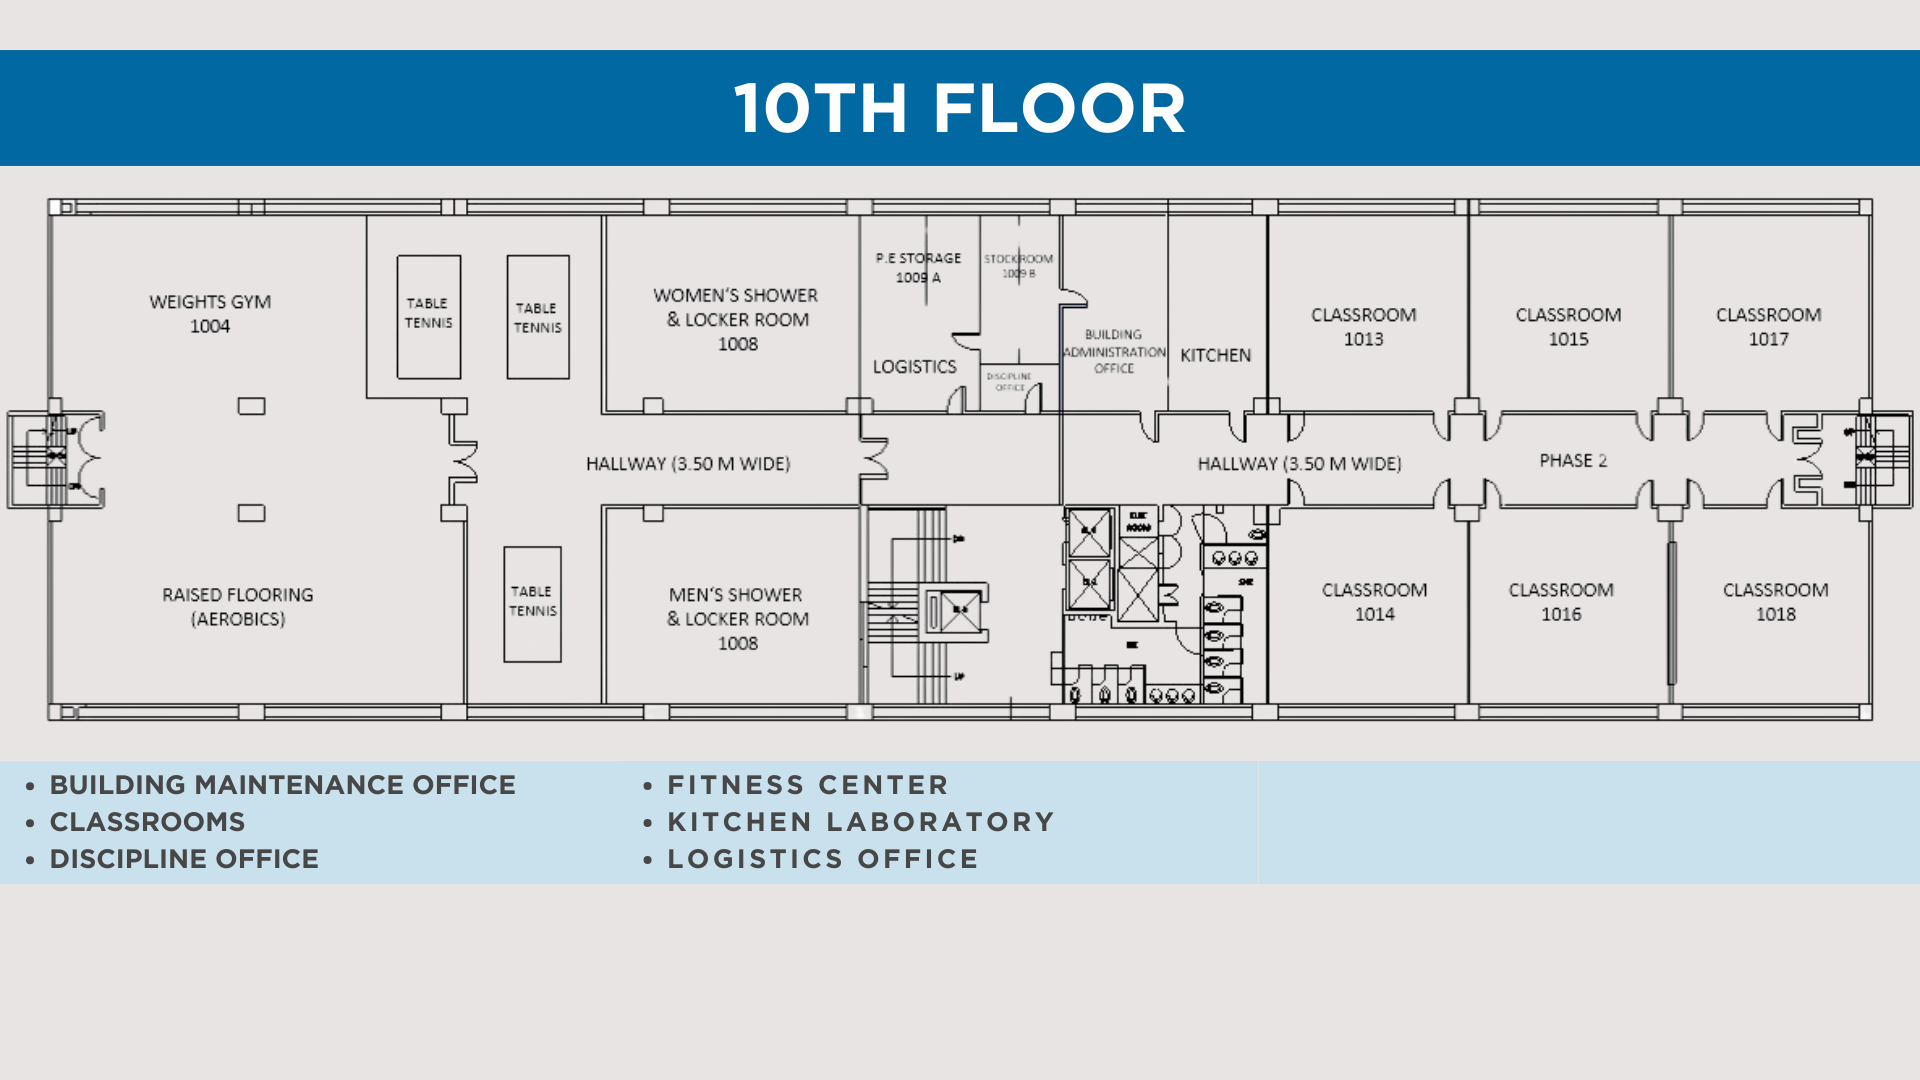 10TH FLOOR
WEIGHTS GYM
1004
TABLE
TENNIS
TABLE
TENNIS
WOMEN'S SHOWER
& LOCKER ROOM
1008
P.E STORAGE
1009 A
LOGISTICS
STOCKROOM
1009 B
DISCIPLINE
OFFICE
BUILDING
ADMINISTRATION
OFFICE
KITCHEN
CLASSROOM
1013
CLASSROOM
1015
CLASSROOM
1017
HALLWAY (3.50 M WIDE)
HALLWAY (3.50 M WIDE)
PHASE 2
RAISED FLOORING
(AEROBICS)
TABLE
TENNIS
MEN'S SHOWER
& LOCKER ROOM
1008
ROOM
CLASSROOM
1014
CLASSROOM
1016
CLASSROOM
1018
• BUILDING MAINTENANCE OFFICE
• CLASSROOMS
• DISCIPLINE OFFICE
• FITNESS CENTER
• KITCHEN LABORATORY
• LOGISTICS OFFICE